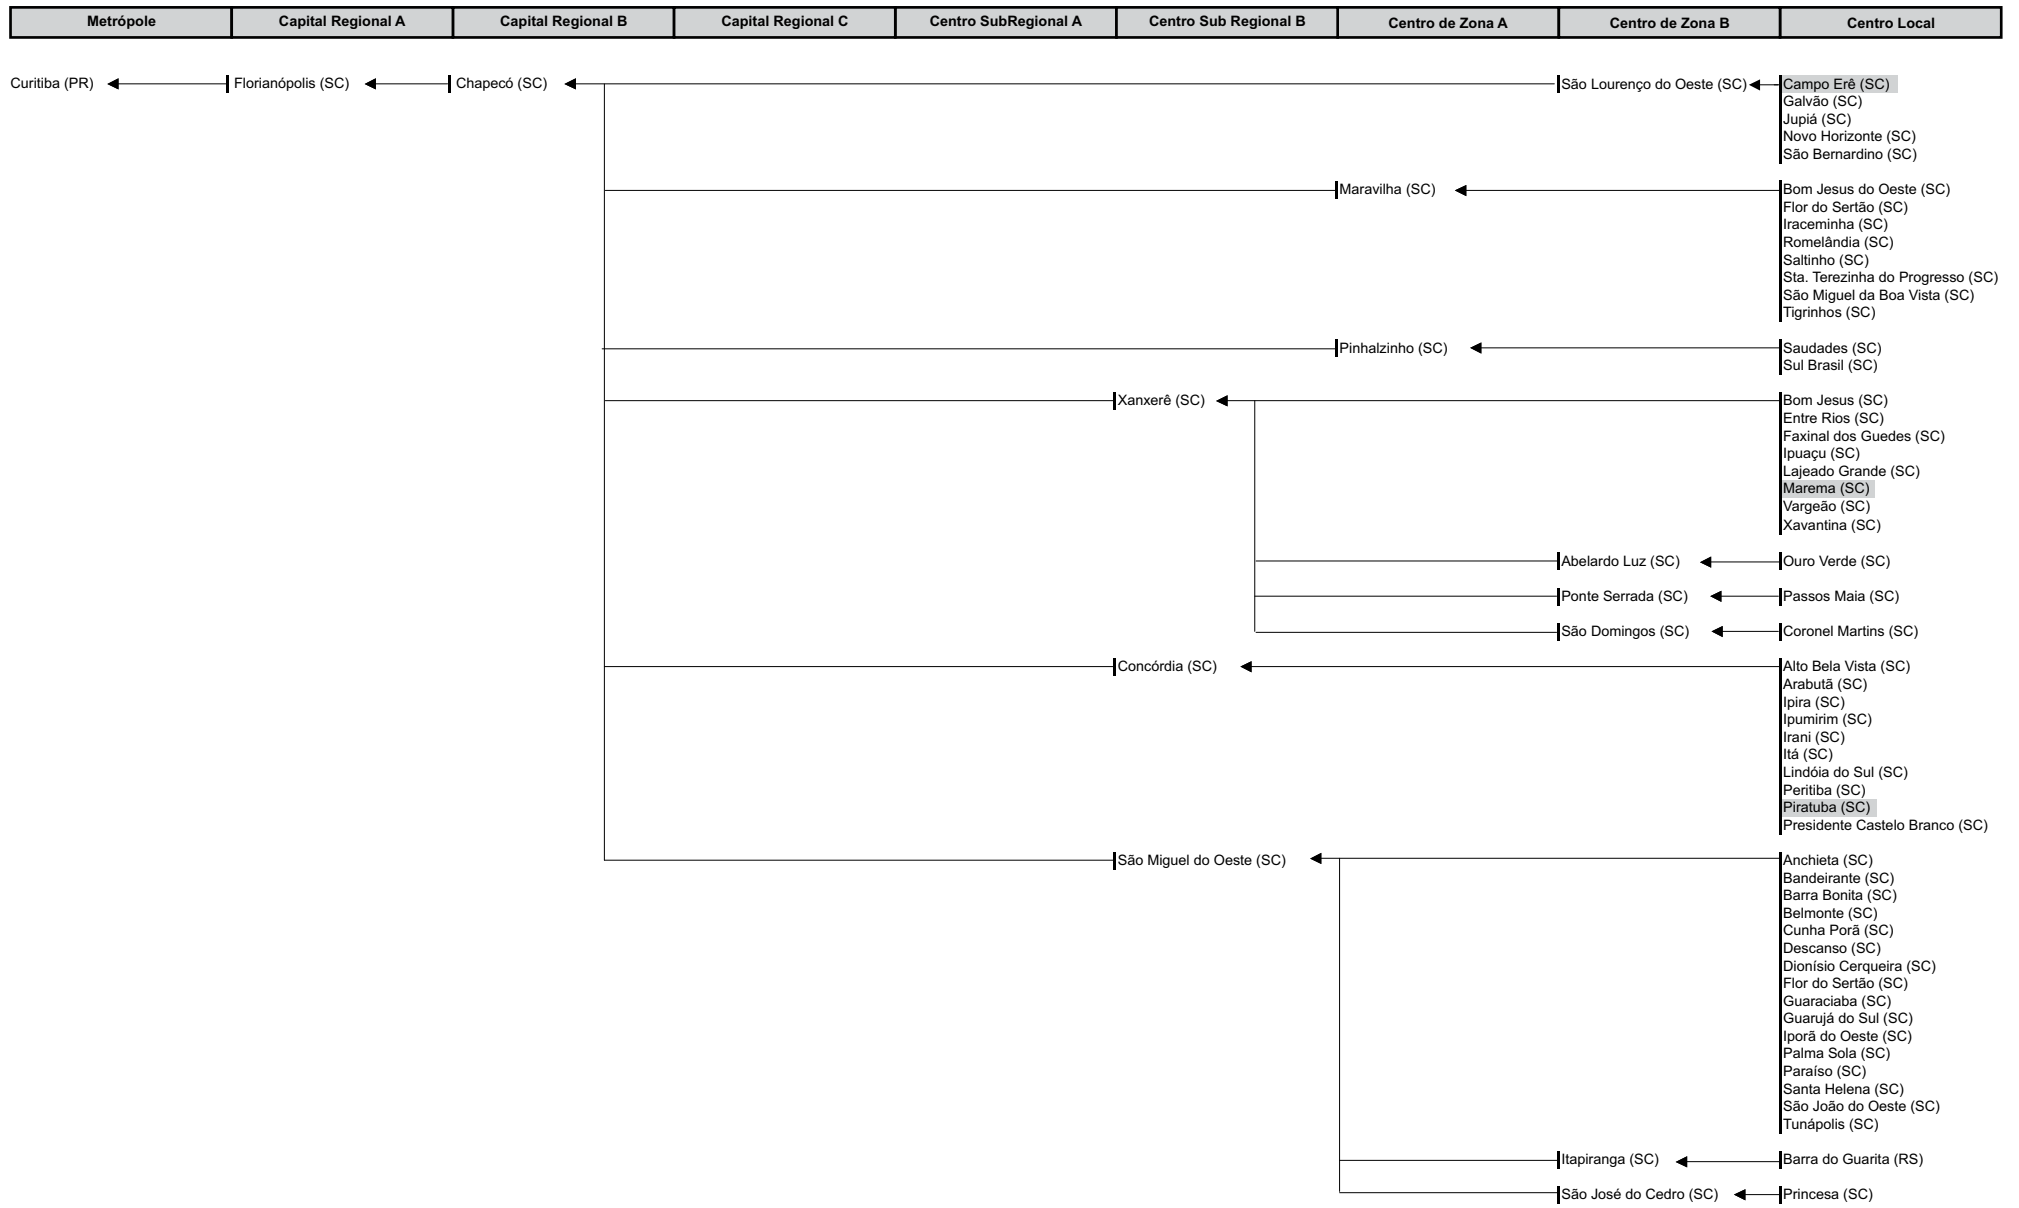 Metrópole Capital Regional A Capital Regional B Capital Regional C Centro SubRegional A Centro Sub Regional B Centro de Zona A Centro de Zona B Centro Local
Curitiba (PR) Florianópolis (SC) Chapecó (SC) São Lourenço do Oeste (SC) Campo Erê (SC)
Galvão (SC)
Jupiá (SC)
Novo Horizonte (SC)
São Bernardino (SC)
Maravilha (SC) Bom Jesus do Oeste (SC)
Flor do Sertão (SC)
Iraceminha (SC)
Romelândia (SC)
Saltinho (SC)
Sta. Terezinha do Progresso (SC)
São Miguel da Boa Vista (SC)
Tigrinhos (SC)
Pinhalzinho (SC) Saudades (SC)
Sul Brasil (SC)
Xanxerê (SC) Bom Jesus (SC)
Entre Rios (SC)
Faxinal dos Guedes (SC)
Ipuaçu (SC)
Lajeado Grande (SC)
Marema (SC)
Vargeão (SC)
Xavantina (SC)
Abelardo Luz (SC) Ouro Verde (SC)
Ponte Serrada (SC) Passos Maia (SC)
São Domingos (SC) Coronel Martins (SC)
Concórdia (SC) Alto Bela Vista (SC)
Arabutã (SC)
Ipira (SC)
Ipumirim (SC)
Irani (SC)
Itá (SC)
Lindóia do Sul (SC)
Peritiba (SC)
Piratuba (SC)
Presidente Castelo Branco (SC)
São Miguel do Oeste (SC) Anchieta (SC)
Bandeirante (SC)
Barra Bonita (SC)
Belmonte (SC)
Cunha Porã (SC)
Descanso (SC)
Dionísio Cerqueira (SC)
Flor do Sertão (SC)
Guaraciaba (SC)
Guarujá do Sul (SC)
Iporã do Oeste (SC)
Palma Sola (SC)
Paraíso (SC)
Santa Helena (SC)
São João do Oeste (SC)
Tunápolis (SC)
Itapiranga (SC) Barra do Guarita (RS)
São José do Cedro (SC) Princesa (SC)